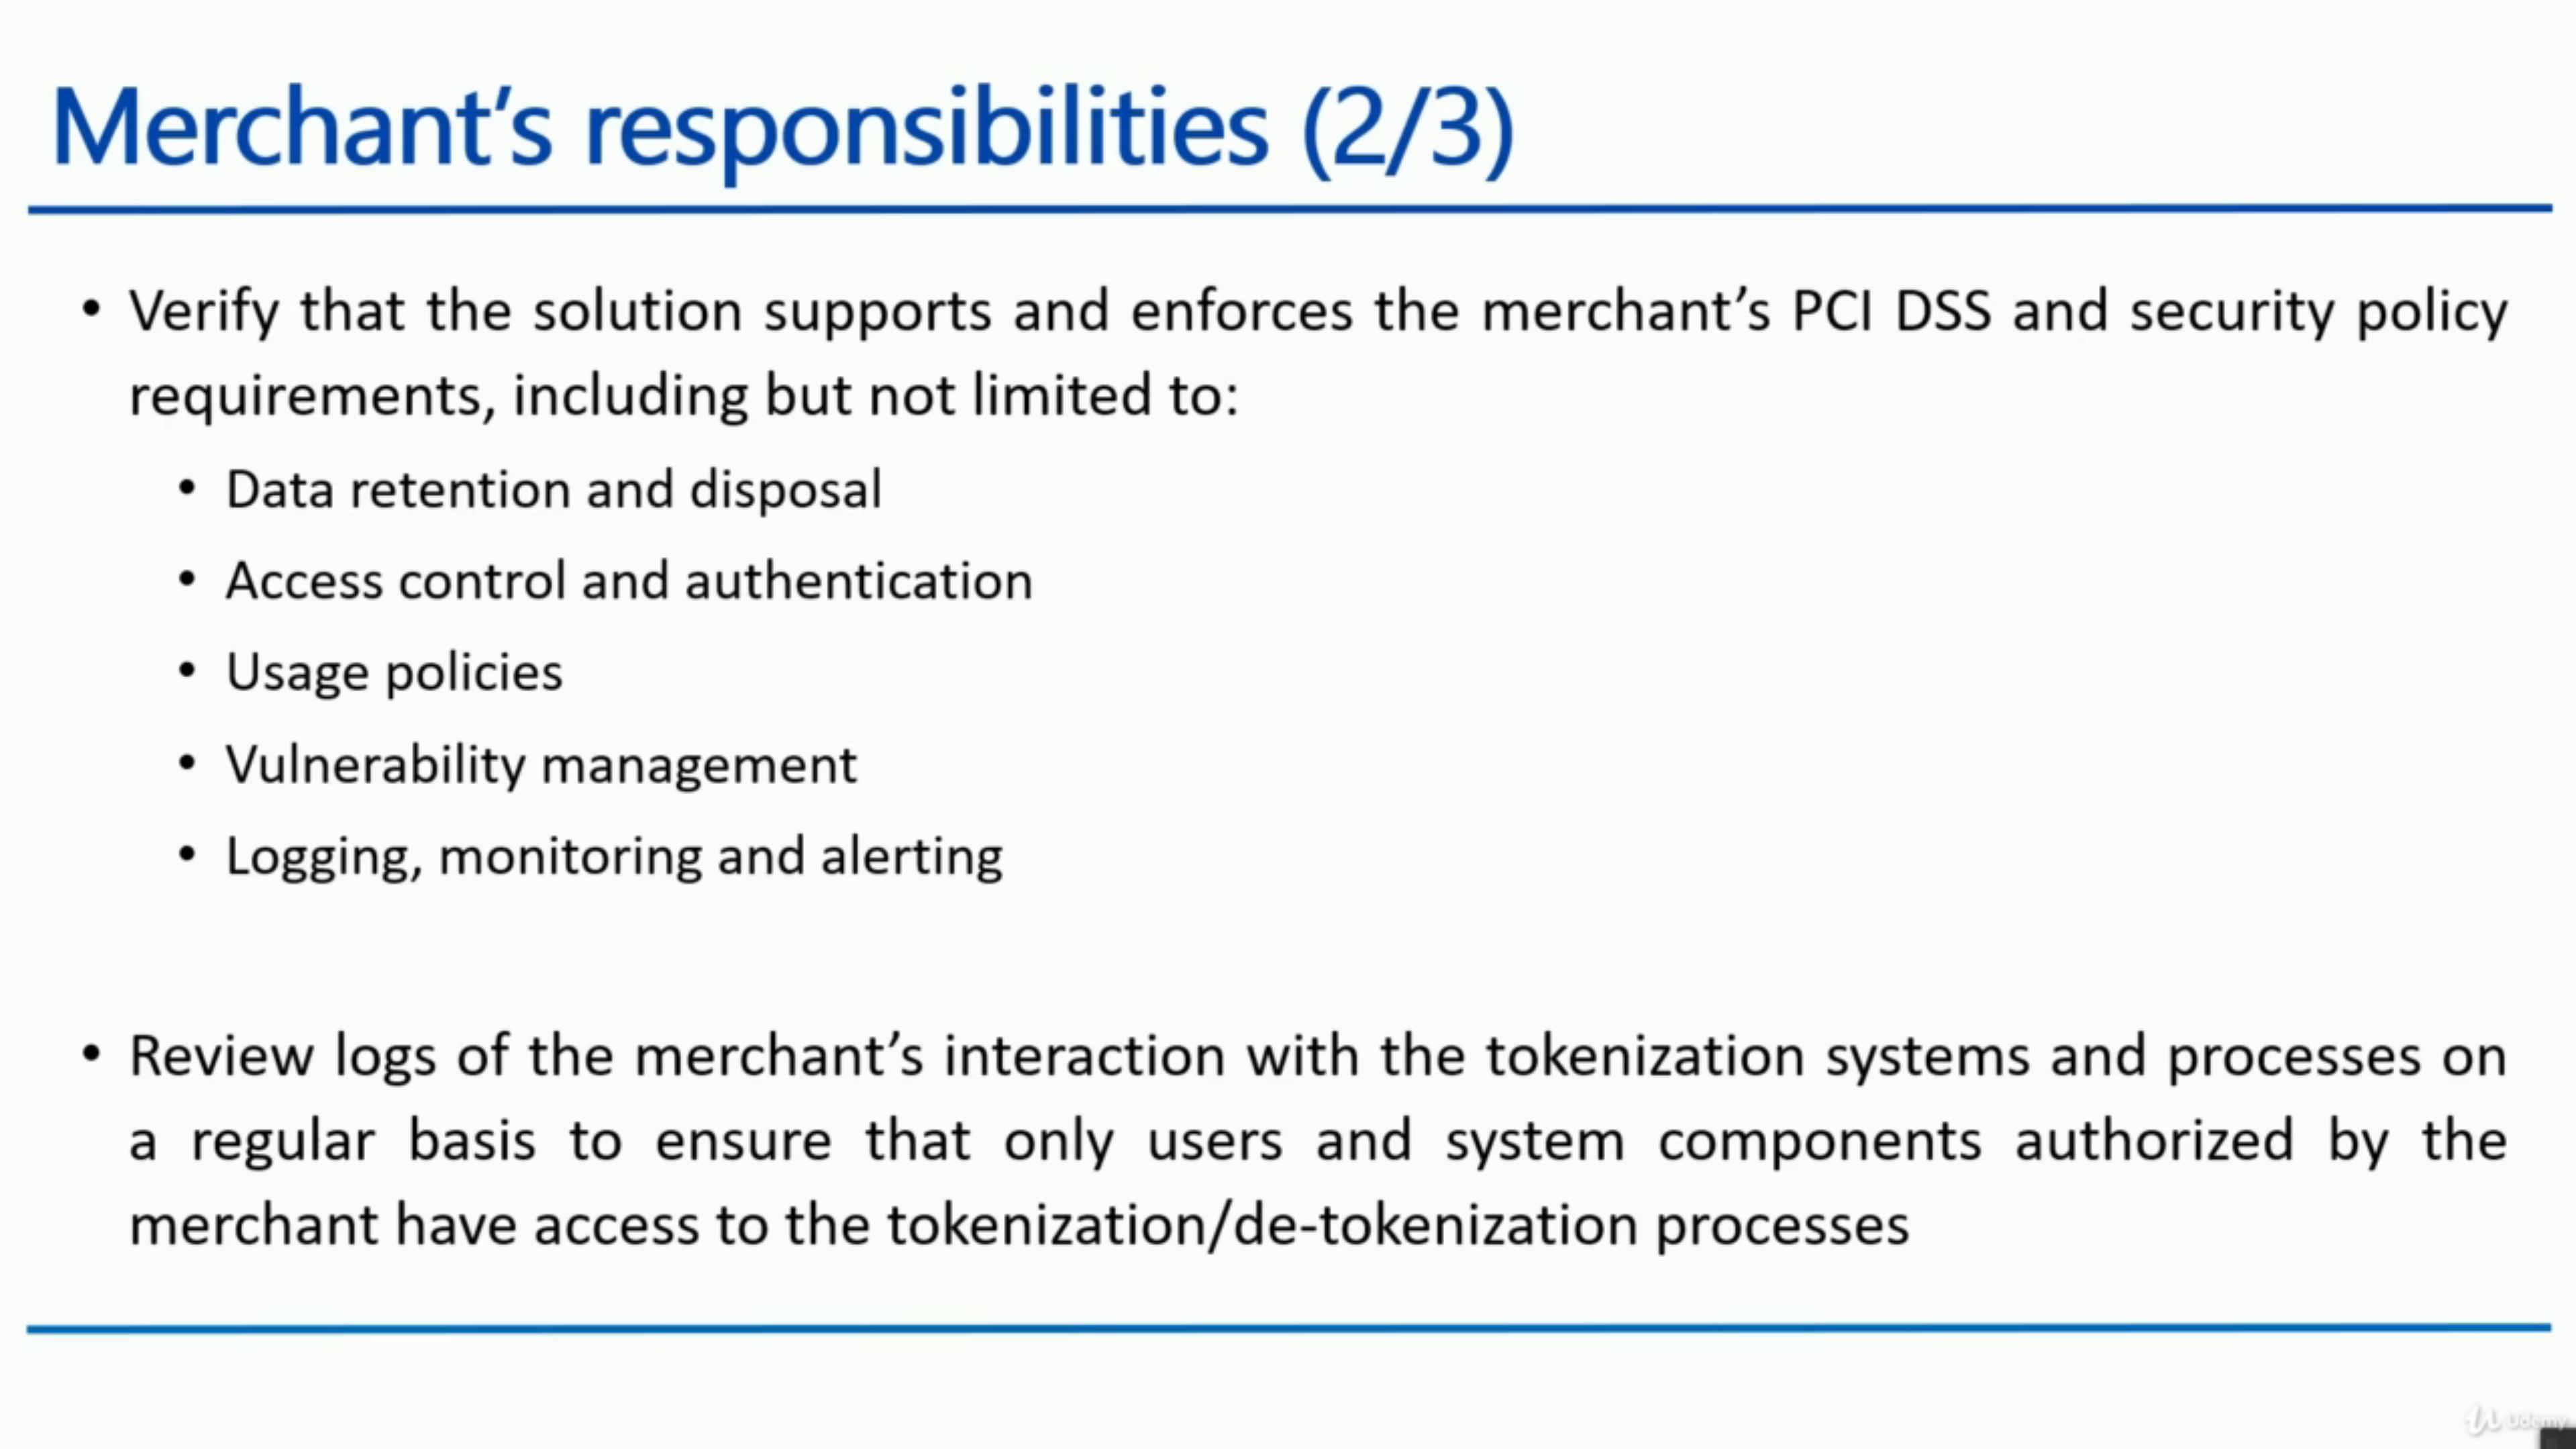 Merchant’s responsibilities (2/3)
• Verify that the solution supports and enforces the merchant’s PCI DSS and security policy
requirements, including but not limited to:
• Data retention and disposal
• Access control and authentication
• Usage policies
• Vulnerability management
• Logging, monitoring and alerting
• Review logs of the merchant’s interaction with the tokenization systems and processes on
a regular basis to ensure that only users and system components authorized by the
merchant have access to the tokenization/de-tokenization processes
Udemy